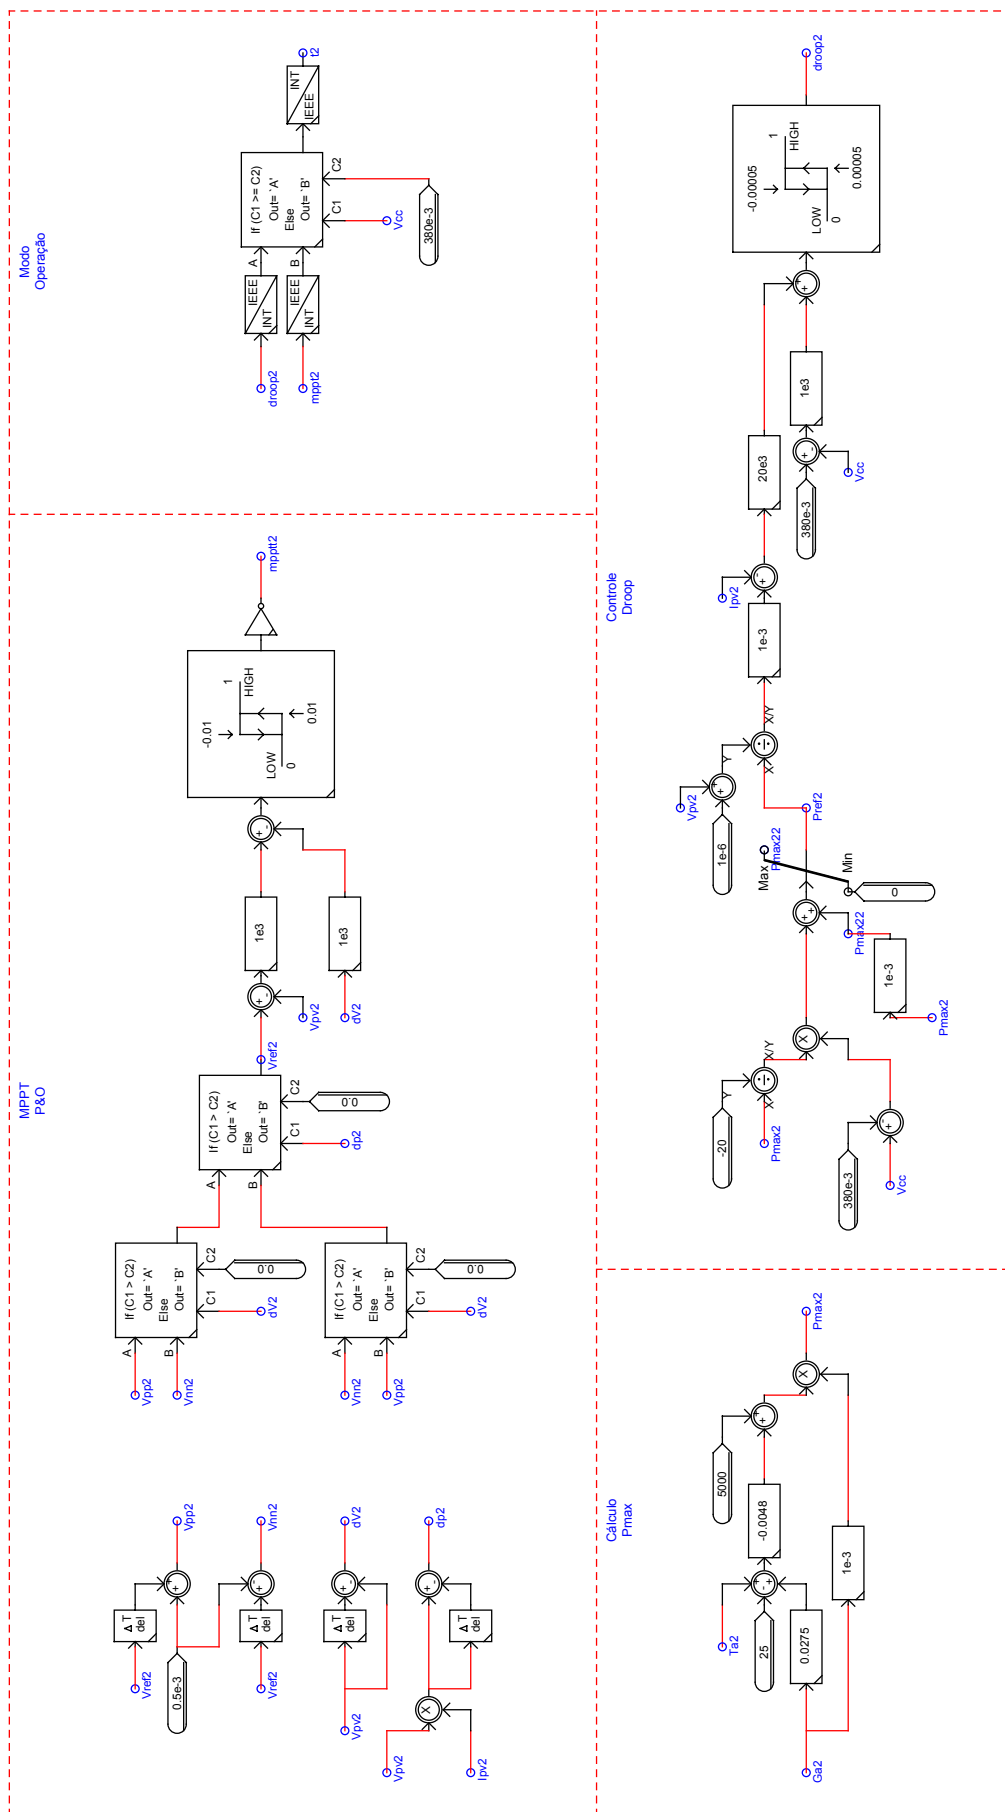 Modo
Operação
t2
INT
IEEE
If (C1 >= C2)
Out= `A'
Else
Out= `B'
A
B
C1
C2
Vcc
380e-3
IEEE
INT
IEEE
INT
droop2
mppt2
MPPT
P&O
mpptt2
-0.01
1
HIGH
LOW
0
0.01
+
-
1e3
1e3
+
-
Vpv2
dV2
Vref2
If (C1 > C2)
Out= `A'
Else
Out= `B'
A
B
C1
C2
0.0
dp2
If (C1 > C2)
Out= `A'
Else
Out= `B'
A
B
C1
C2
0.0
dV2
Vpp2
Vnn2
If (C1 > C2)
Out= `A'
Else
Out= `B'
A
B
C1
C2
0.0
dV2
Vnn2
Vpp2
Vpp2
Vnn2
dV2
dp2
+
+
+
-
+
-
+
-
Δ T
del
Δ T
del
Δ T
del
Δ T
del
Vref2
0.5e-3
Vref2
Vpv2
X
Vpv2
Ipv2
Controle
Droop
droop2
-0.00005
1
HIGH
LOW
0
0.00005
+
+
20e3
1e3
+
-
380e-3
Vcc
Ipv2
+
-
1e-3
X/Y
Y
X
÷
Vpv2
+
+
1e-6
Pref2
Max
Pmax22
Min
0
+
+
Pmax22
1e-3
Pmax2
X
X/Y
Y
X
÷
-20
Pmax2
+
-
380e-3
Vcc
Cálculo
Pmax
Pmax2
X
+
+
5000
-0.0048
1e-3
+
-
+
Ta2
25
0.0275
Ga2